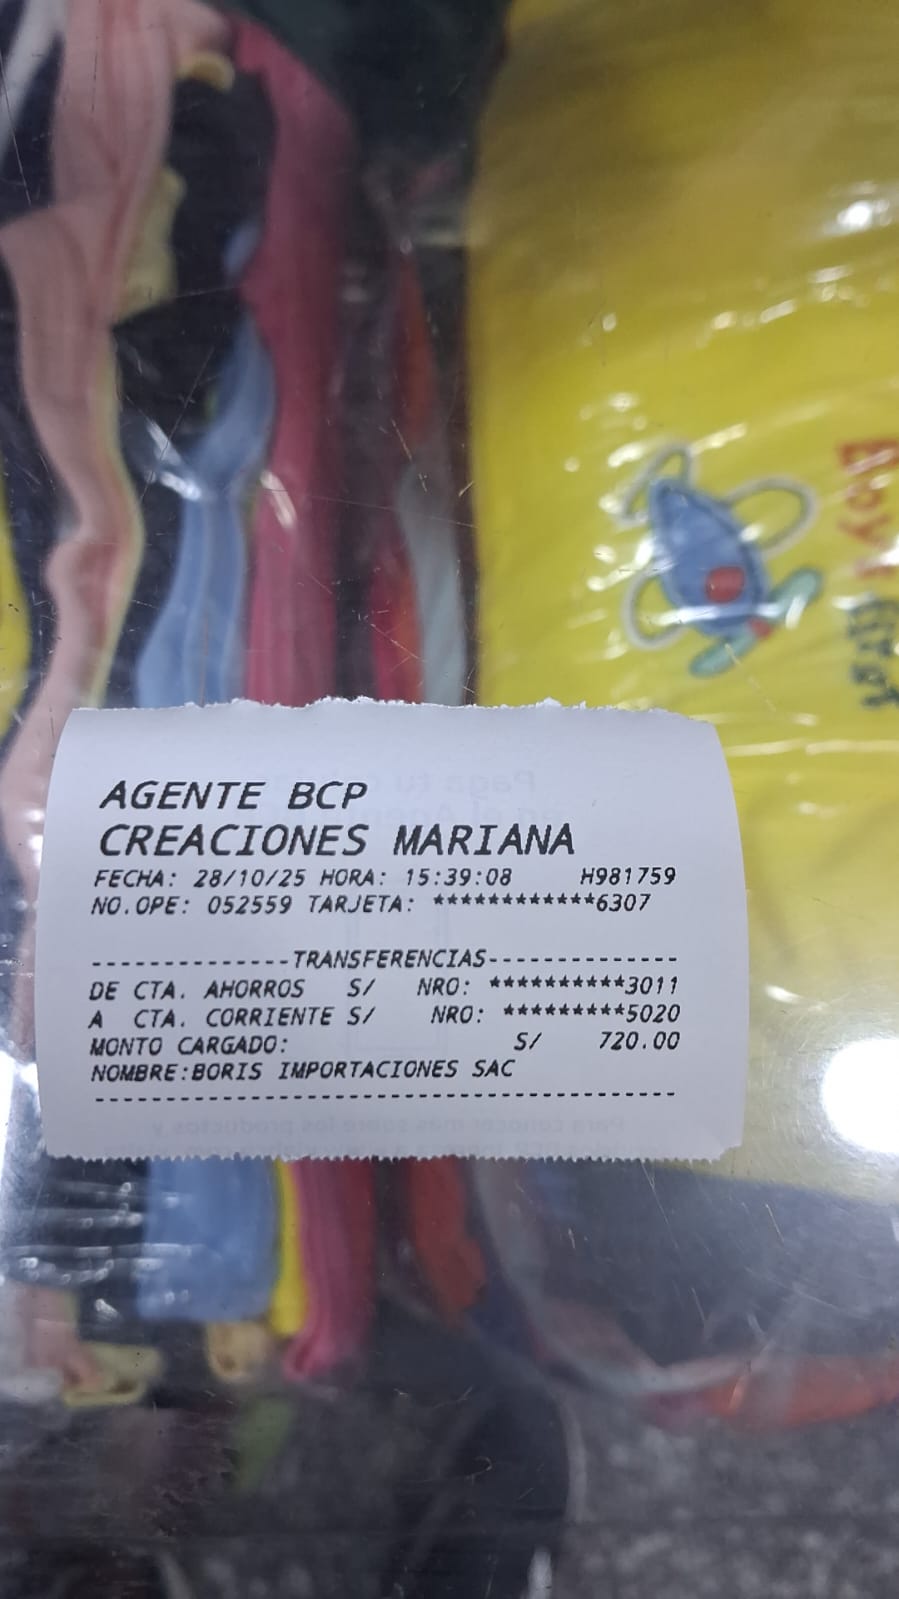 AGENTE BCP
CREACIONES MARIANA
FECHA: 28/10/25 HORA: 15:39:08 H981759
NO.OPE: 052559 TARJETA: ************6307
--------------TRANSFERENCIAS--------------
DE CTA. AHORROS S/ NRO: **********3011
A CTA. CORRIENTE S/ NRO: *********5020
MONTO CARGADO: S/ 720.00
NOMBRE:BORIS IMPORTACIONES SAC
------------------------------------------